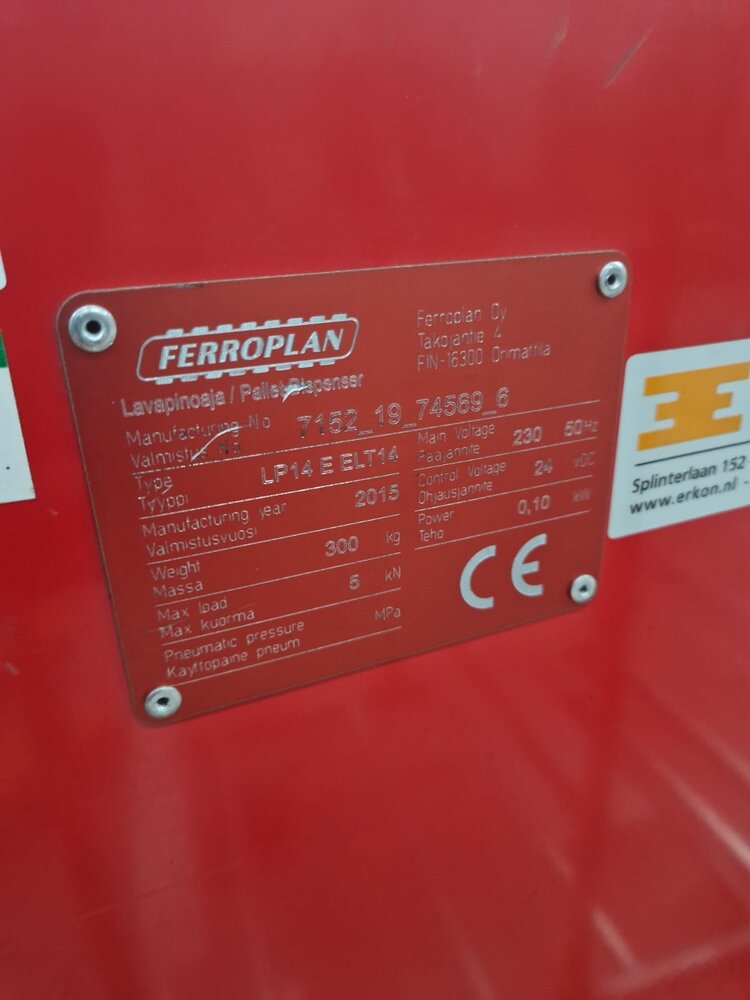 FERROPLAN
Ferroplan Oy
Takojantie 4
FIN-16300 Orimattila
Lavapinoaja / Pallet Dispenser
Manufacturing No 7152_19_74569_6
Valmistus No
Type LP14 E ELT14
Tyyppi
Manufacturing year 2015
Valmistusvuosi
Weight 300 kg
Massa
Max load 5 kN
Max kuorma
Pneumatic pressure MPa
Kayttopaine pneum
Main Voltage 230 50Hz
Paajannite
Control Voltage 24 VDC
Ohjausjannite
Power 0,10 kW
Teho
CE
Splinterlaan 152
www.erkon.nl -